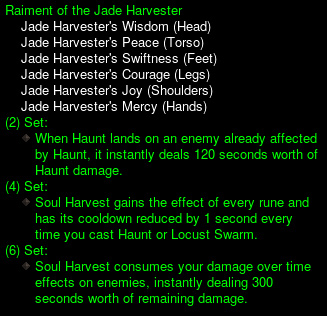 Raiment of the Jade Harvester
Jade Harvester's Wisdom (Head)
Jade Harvester's Peace (Torso)
Jade Harvester's Swiftness (Feet)
Jade Harvester's Courage (Legs)
Jade Harvester's Joy (Shoulders)
Jade Harvester's Mercy (Hands)
(2) Set:
When Haunt lands on an enemy already affected
by Haunt, it instantly deals 120 seconds worth of
Haunt damage.
(4) Set:
Soul Harvest gains the effect of every rune and
has its cooldown reduced by 1 second every
time you cast Haunt or Locust Swarm.
(6) Set:
Soul Harvest consumes your damage over time
effects on enemies, instantly dealing 300
seconds worth of remaining damage.